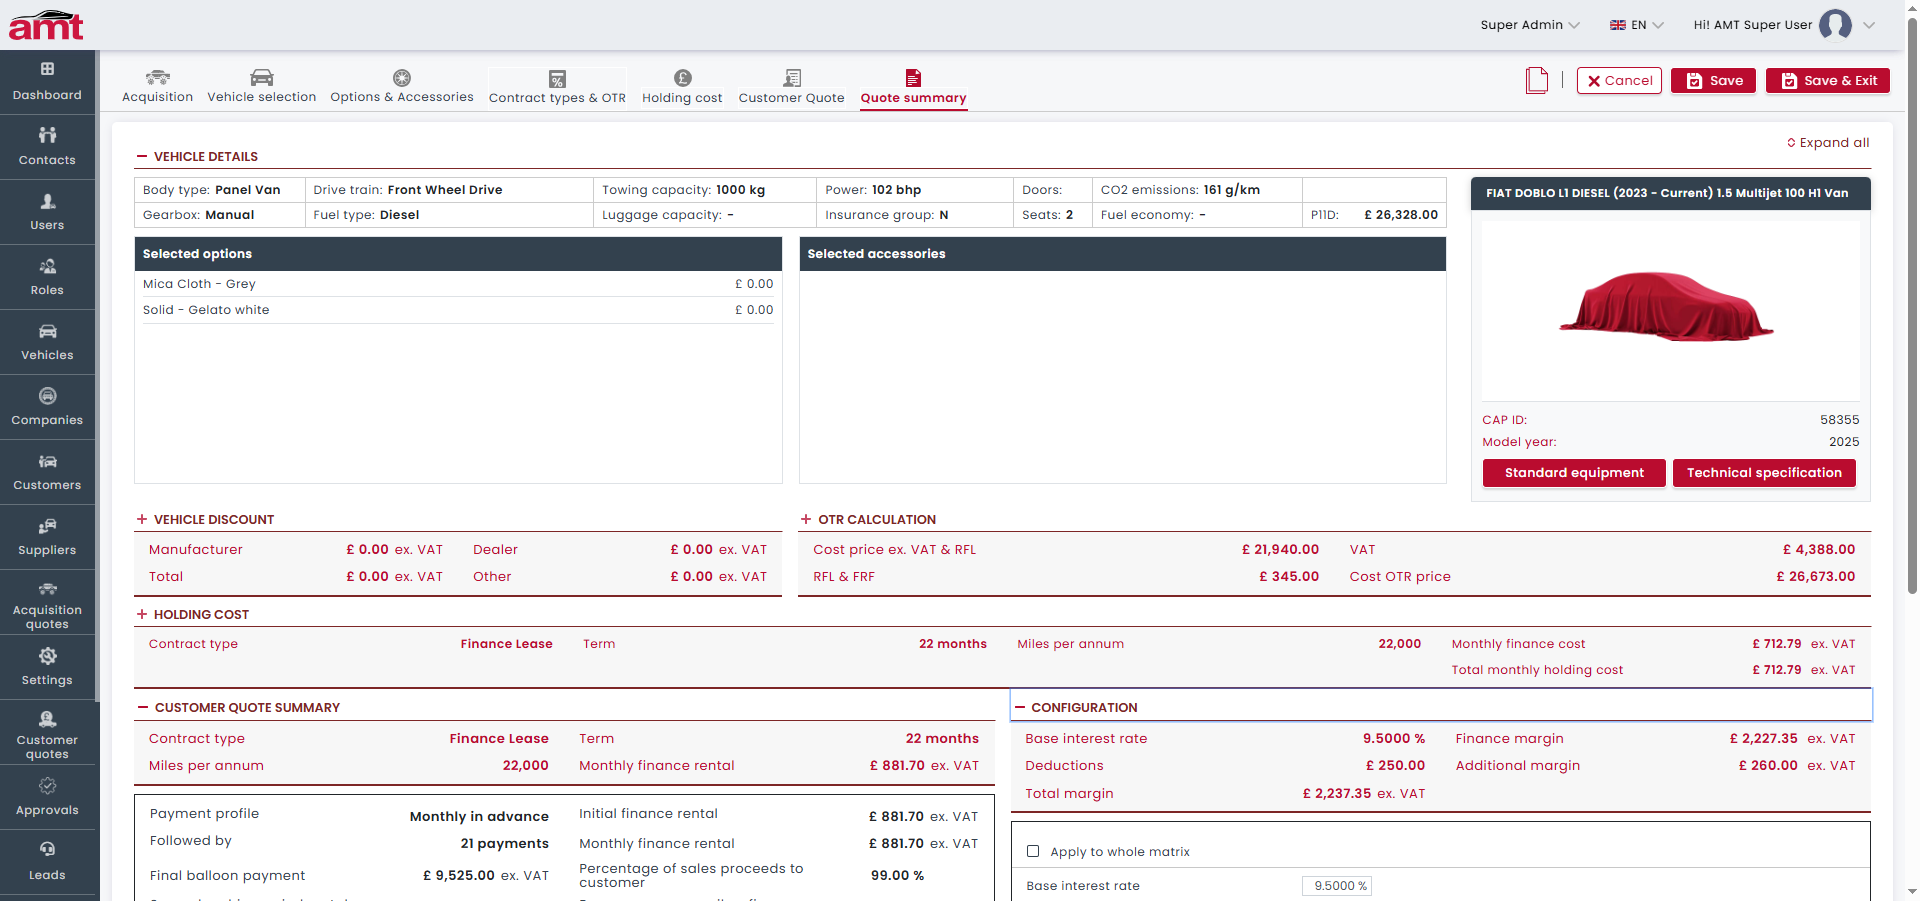 amt
Super Admin
EN
Hi! AMT Super User
Dashboard
Contacts
Users
Roles
Vehicles
Companies
Customers
Suppliers
Acquisition
quotes
Settings
Customer
quotes
Approvals
Leads
Acquisition
Vehicle selection
Options & Accessories
Contract types & OTR
Holding cost
Customer Quote
Quote summary
Cancel
Save
Save & Exit
Expand all
VEHICLE DETAILS
Body type: Panel Van
Drive train: Front Wheel Drive
Towing capacity: 1000 kg
Power: 102 bhp
Doors:
CO2 emissions: 161 g/km
Gearbox: Manual
Fuel type: Diesel
Luggage capacity: -
Insurance group: N
Seats: 2
Fuel economy: -
P11D: £ 26,328.00
FIAT DOBLO L1 DIESEL (2023 - Current) 1.5 Multijet 100 H1 Van
CAP ID: 58355
Model year: 2025
Standard equipment
Technical specification
Selected options
Mica Cloth - Grey £ 0.00
Solid - Gelato white £ 0.00
Selected accessories
VEHICLE DISCOUNT
Manufacturer £ 0.00 ex. VAT Dealer £ 0.00 ex. VAT
Total £ 0.00 ex. VAT Other £ 0.00 ex. VAT
OTR CALCULATION
Cost price ex. VAT & RFL £ 21,940.00 VAT £ 4,388.00
RFL & FRF £ 345.00 Cost OTR price £ 26,673.00
HOLDING COST
Contract type Finance Lease Term 22 months Miles per annum 22,000 Monthly finance cost £ 712.79 ex. VAT
Total monthly holding cost £ 712.79 ex. VAT
CUSTOMER QUOTE SUMMARY
Contract type Finance Lease Term 22 months
Miles per annum 22,000 Monthly finance rental £ 881.70 ex. VAT
Payment profile Monthly in advance Initial finance rental £ 881.70 ex. VAT
Followed by 21 payments Monthly finance rental £ 881.70 ex. VAT
Final balloon payment £ 9,525.00 ex. VAT Percentage of sales proceeds to
customer 99.00 %
CONFIGURATION
Base interest rate 9.5000 % Finance margin £ 2,227.35 ex. VAT
Deductions £ 250.00 Additional margin £ 260.00 ex. VAT
Total margin £ 2,237.35 ex. VAT
Apply to whole matrix
Base interest rate 9.5000 %